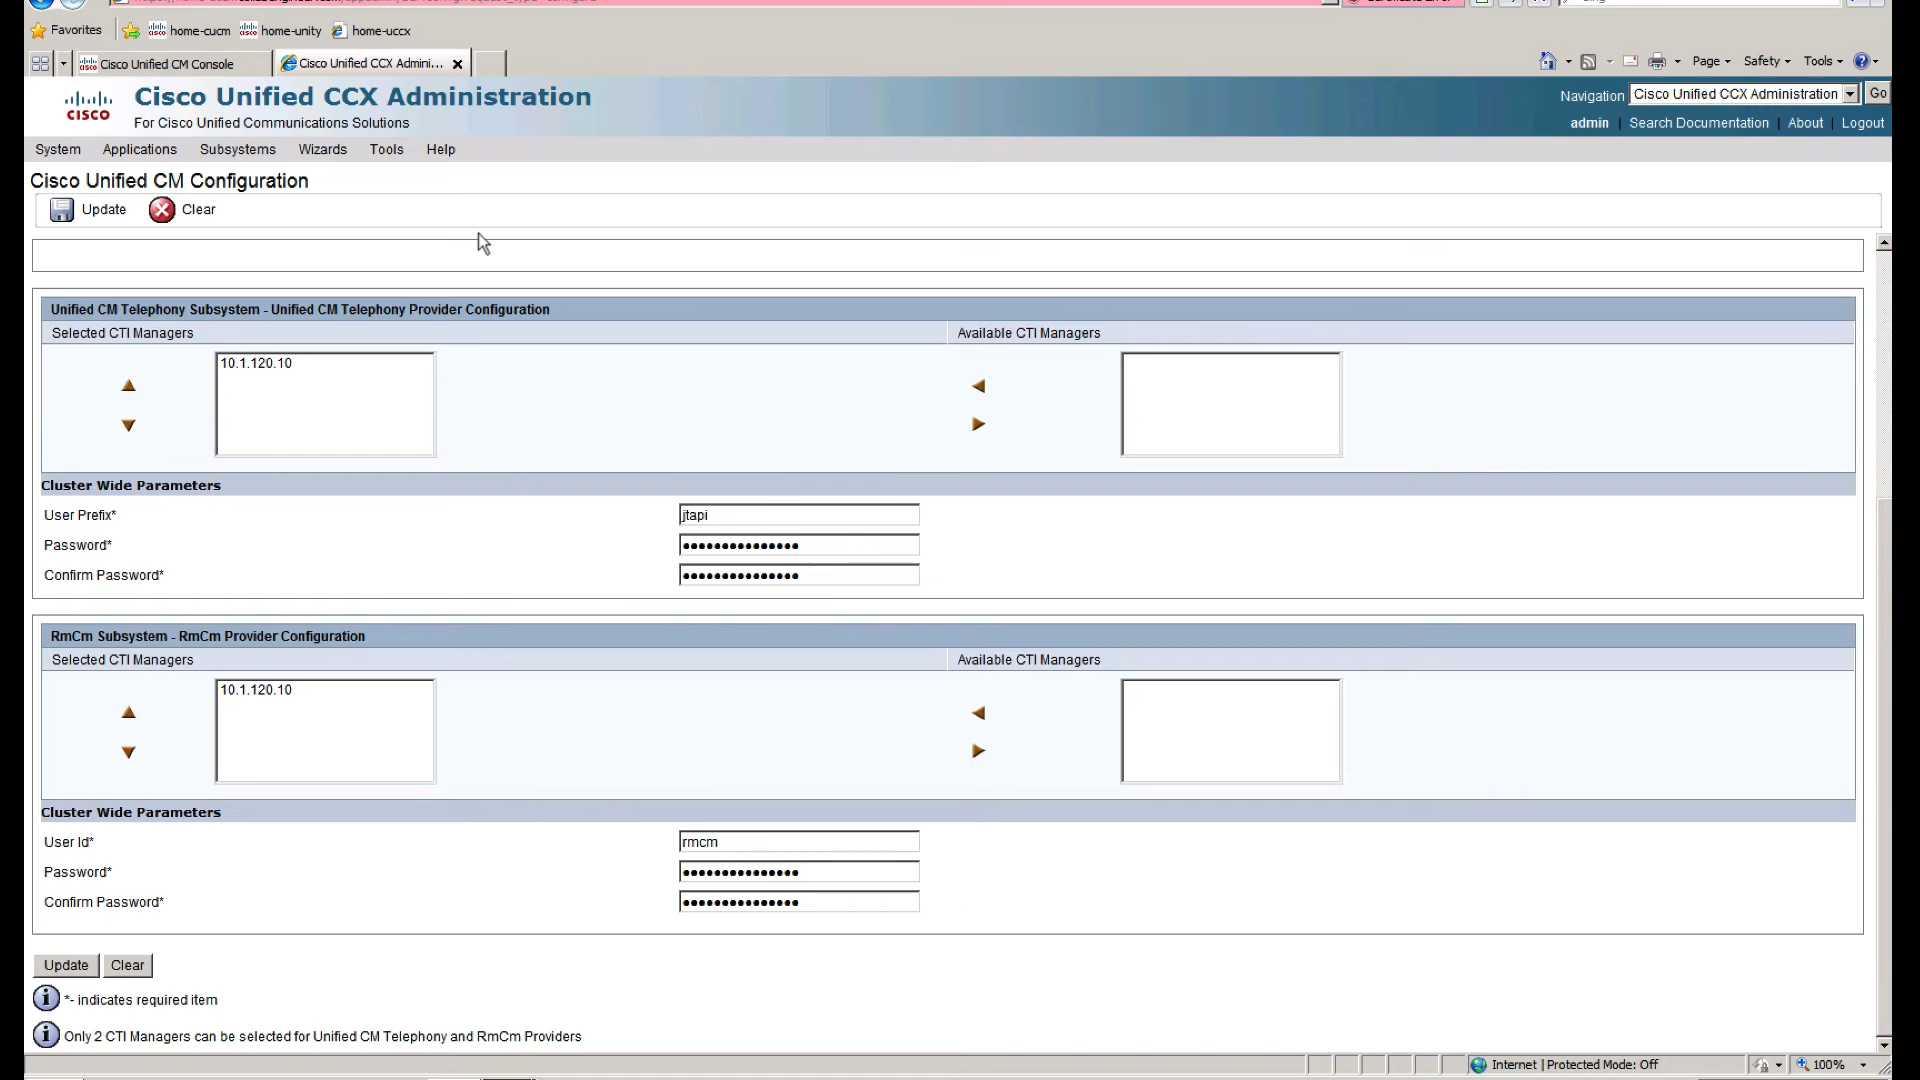 Favorites home-cucm home-unity home-uccx
Cisco Unified CM Console Cisco Unified CCX Admini... Page Safety Tools
cisco Cisco Unified CCX Administration Navigation Cisco Unified CCX Administration Go
For Cisco Unified Communications Solutions admin | Search Documentation | About | Logout
System Applications Subsystems Wizards Tools Help
Cisco Unified CM Configuration
Update Clear
Unified CM Telephony Subsystem - Unified CM Telephony Provider Configuration
Selected CTI Managers Available CTI Managers
10.1.120.10
Cluster Wide Parameters
User Prefix* jtapi
Password* •••••••••••••••
Confirm Password* •••••••••••••••
RmCm Subsystem - RmCm Provider Configuration
Selected CTI Managers Available CTI Managers
10.1.120.10
Cluster Wide Parameters
User Id* rmcm
Password* •••••••••••••••
Confirm Password* •••••••••••••••
Update Clear
*- indicates required item
Only 2 CTI Managers can be selected for Unified CM Telephony and RmCm Providers
Internet | Protected Mode: Off 100%